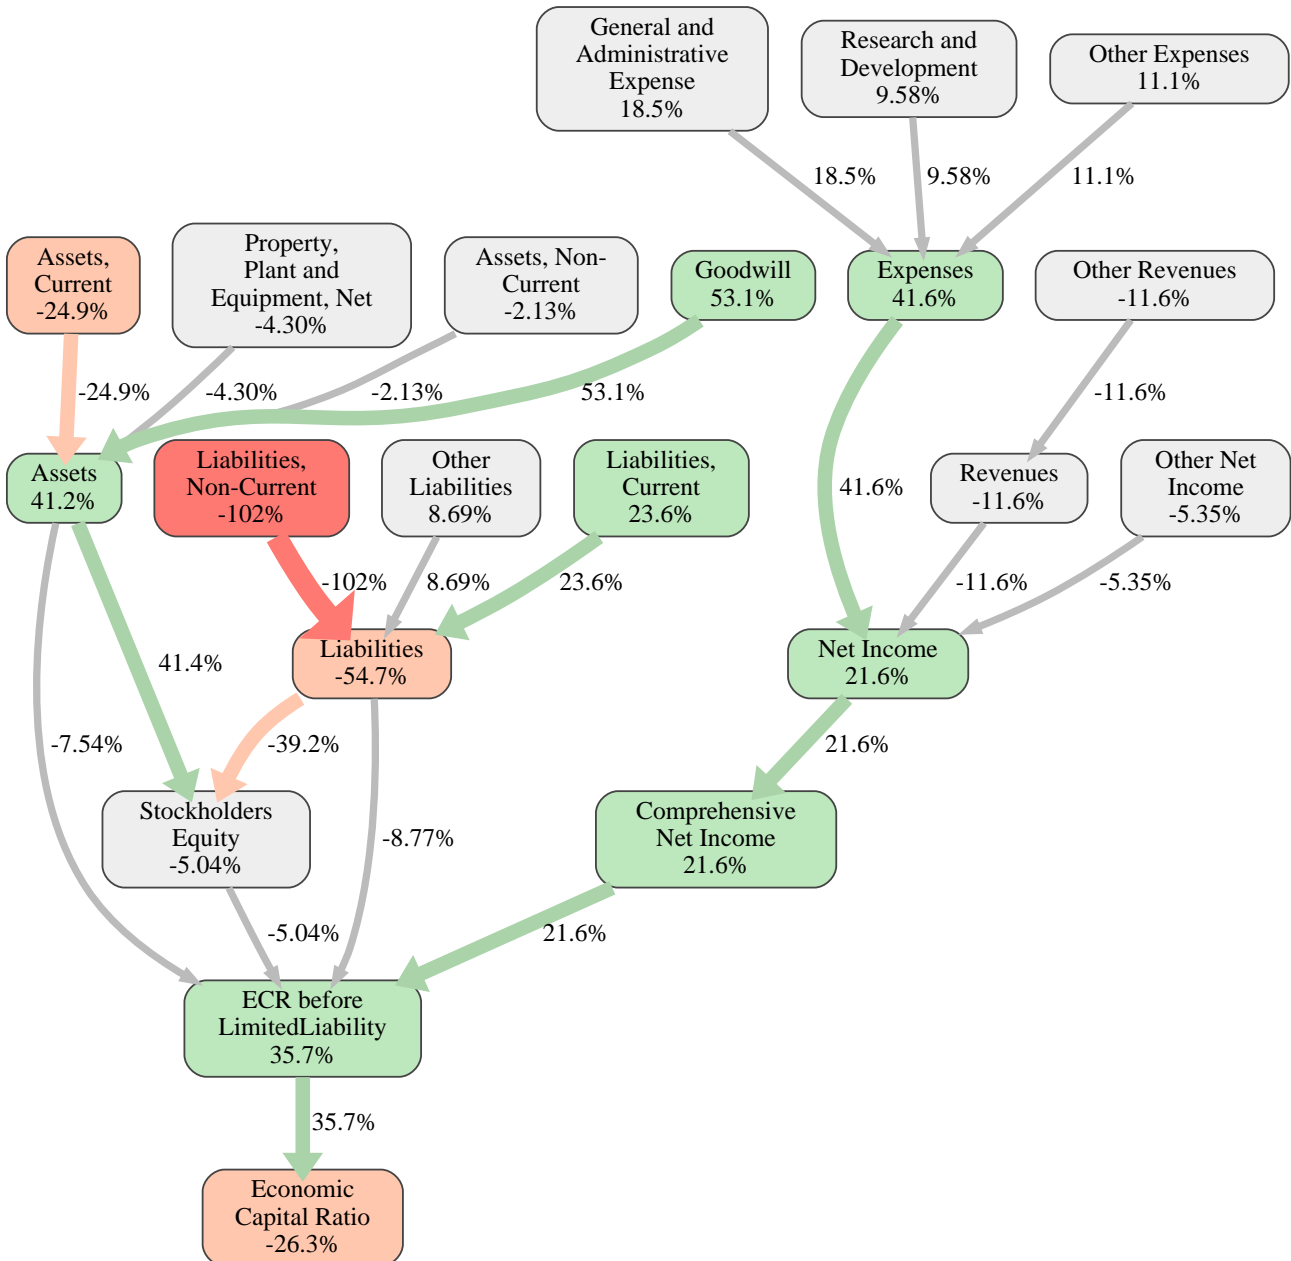 General and
Administrative
Expense
18.5%
Research and
Development
9.58%
Other Expenses
11.1%
18.5%
9.58%
11.1%
Assets,
Current
-24.9%
Property,
Plant and
Equipment, Net
-4.30%
Assets, Non-
Current
-2.13%
Goodwill
53.1%
Expenses
41.6%
Other Revenues
-11.6%
-24.9%
-4.30%
-2.13%
53.1%
-11.6%
Assets
41.2%
Liabilities,
Non-Current
-102%
Other
Liabilities
8.69%
Liabilities,
Current
23.6%
41.6%
Revenues
-11.6%
Other Net
Income
-5.35%
-102%
8.69%
23.6%
-11.6%
-5.35%
41.4%
Liabilities
-54.7%
Net Income
21.6%
-7.54%
-39.2%
21.6%
Stockholders
Equity
-5.04%
-8.77%
Comprehensive
Net Income
21.6%
-5.04%
21.6%
ECR before
LimitedLiability
35.7%
35.7%
Economic
Capital Ratio
-26.3%